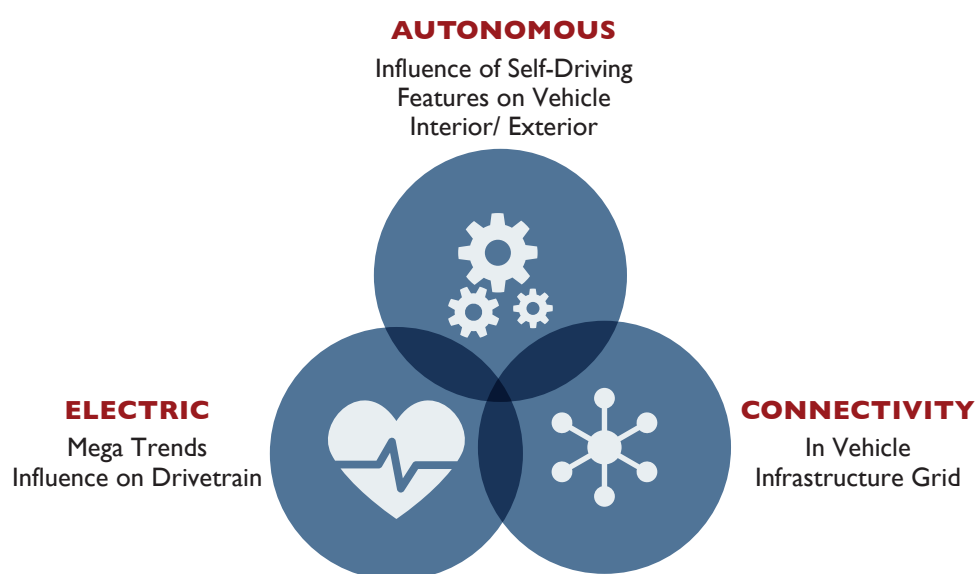 AUTONOMOUS
Influence of Self-Driving
Features on Vehicle
Interior/ Exterior
ELECTRIC
Mega Trends
Influence on Drivetrain
CONNECTIVITY
In Vehicle
Infrastructure Grid